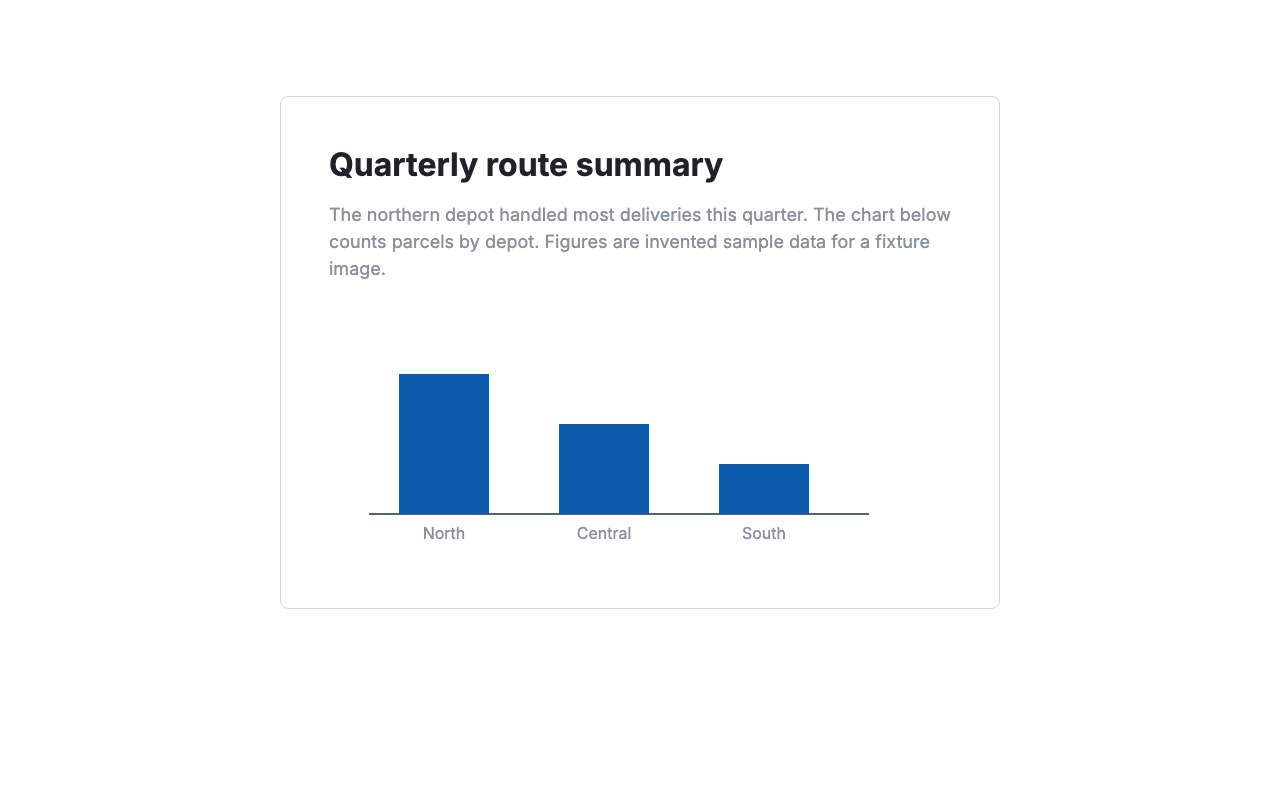 Quarterly route summary
The northern depot handled most deliveries this quarter. The chart below
counts parcels by depot. Figures are invented sample data for a fixture
image.
North
Central
South